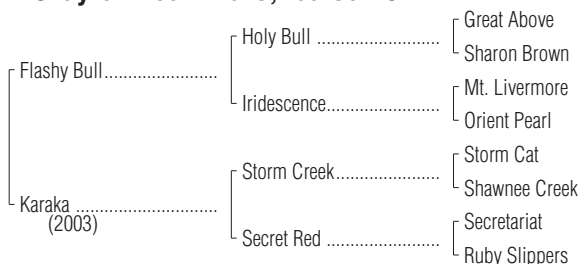 Great Above
Holy Bull
Sharon Brown
Flashy Bull
Mt. Livermore
Iridescence
Orient Pearl
Storm Cat
Storm Creek
Shawnee Creek
Karaka
(2003)
Secretariat
Secret Red
Ruby Slippers